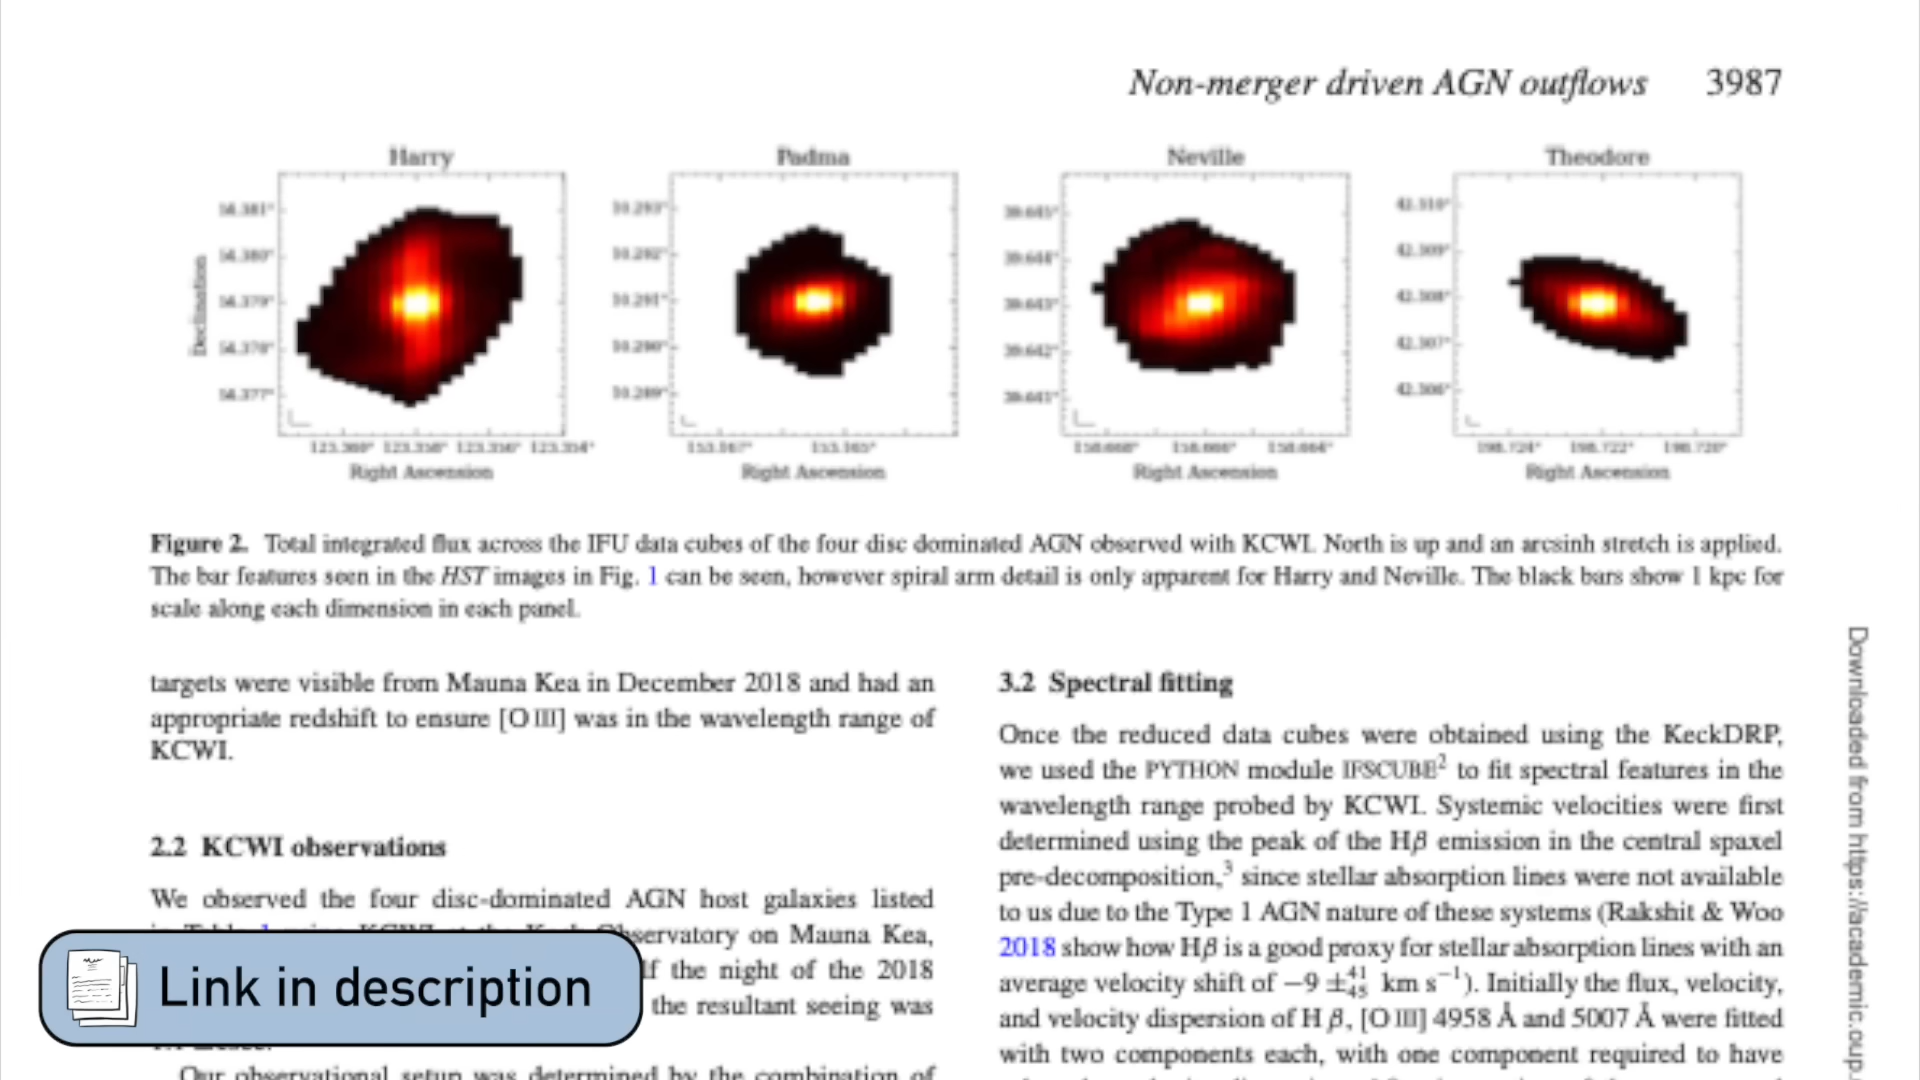 Non-merger driven AGN outflows 3987
Harry
Padma
Neville
Theodore
Declination
Right Ascension
Right Ascension
Right Ascension
Right Ascension
Figure 2. Total integrated flux across the IFU data cubes of the four disc dominated AGN observed with KCWI. North is up and an arcsinh stretch is applied.
The bar features seen in the HST images in Fig. 1 can be seen, however spiral arm detail is only apparent for Harry and Neville. The black bars show 1 kpc for
scale along each dimension in each panel.
targets were visible from Mauna Kea in December 2018 and had an
appropriate redshift to ensure [O III] was in the wavelength range of
KCWI.
2.2 KCWI observations
We observed the four disc-dominated AGN host galaxies listed
Observatory on Mauna Kea,
the night of the 2018
the resultant seeing was
Our observational setup was determined by the combination of
3.2 Spectral fitting
Once the reduced data cubes were obtained using the KeckDRP,
we used the PYTHON module IFSCUBE² to fit spectral features in the
wavelength range probed by KCWI. Systemic velocities were first
determined using the peak of the Hβ emission in the central spaxel
pre-decomposition,³ since stellar absorption lines were not available
to us due to the Type 1 AGN nature of these systems (Rakshit & Woo
2018 show how Hβ is a good proxy for stellar absorption lines with an
average velocity shift of −9 ±⁴¹₄₅ km s⁻¹). Initially the flux, velocity,
and velocity dispersion of H β, [O III] 4958 Å and 5007 Å were fitted
with two components each, with one component required to have
Downloaded from https://academic.oup.
Link in description